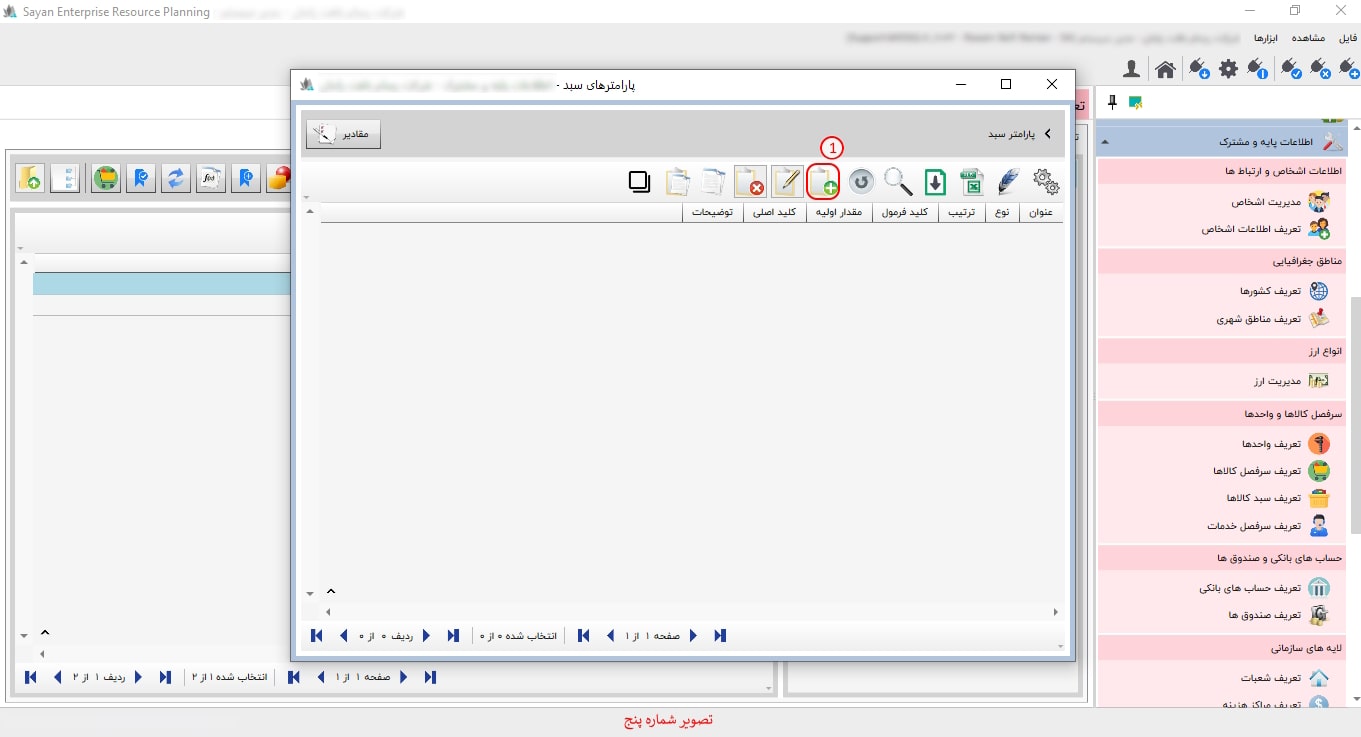 Sayan Enterprise Resource Planning
فایل مشاهده ابزارها
پارامترهای سبد -
تع
پارامتر سبد
مقادیر
1
fx()
عنوان نوع ترتیب کلید فرمول مقدار اولیه کلید اصلی توضیحات
صفحه ۱ از ۱ انتخاب شده ۰ از ۰ ردیف ۰ از ۰
صفحه ۱ از ۱ انتخاب شده ۱ از ۲ ردیف ۱ از ۲
اطلاعات پایه و مشترک
اطلاعات اشخاص و ارتباط ها
مدیریت اشخاص
تعریف اطلاعات اشخاص
مناطق جغرافیایی
تعریف کشورها
تعریف مناطق شهری
انواع ارز
مدیریت ارز
سرفصل کالاها و واحدها
تعریف واحدها
تعریف سرفصل کالاها
تعریف سبد کالاها
تعریف سرفصل خدمات
حساب های بانکی و صندوق ها
تعریف حساب های بانکی
تعریف صندوق ها
لایه های سازمانی
تعریف شعبات
تعریف مراکز هزینه
تصویر شماره پنج